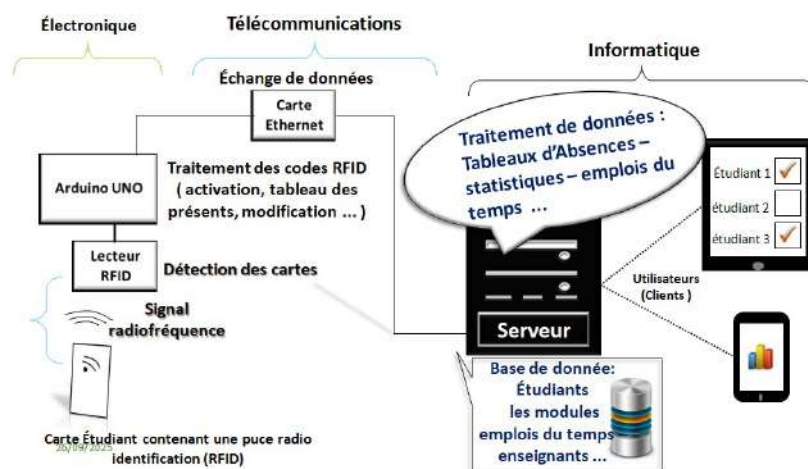 Électronique
Télécommunications
Informatique
Échange de données
Carte
Ethernet
Traitement de données :
Tableaux d'Absences –
statistiques – emplois du
temps ...
Arduino UNO
Traitement des codes RFID
( activation, tableau des
présents, modification ... )
Étudiant 1
étudiant 2
étudiant 3
Lecteur
RFID
Détection des cartes
Utilisateurs
(Clients )
Signal
radiofréquence
Serveur
Base de donnée:
Étudiants
les modules
emplois du temps
enseignants ...
Carte Étudiant contenant une puce radio
26/09/2025
identification (RFID)